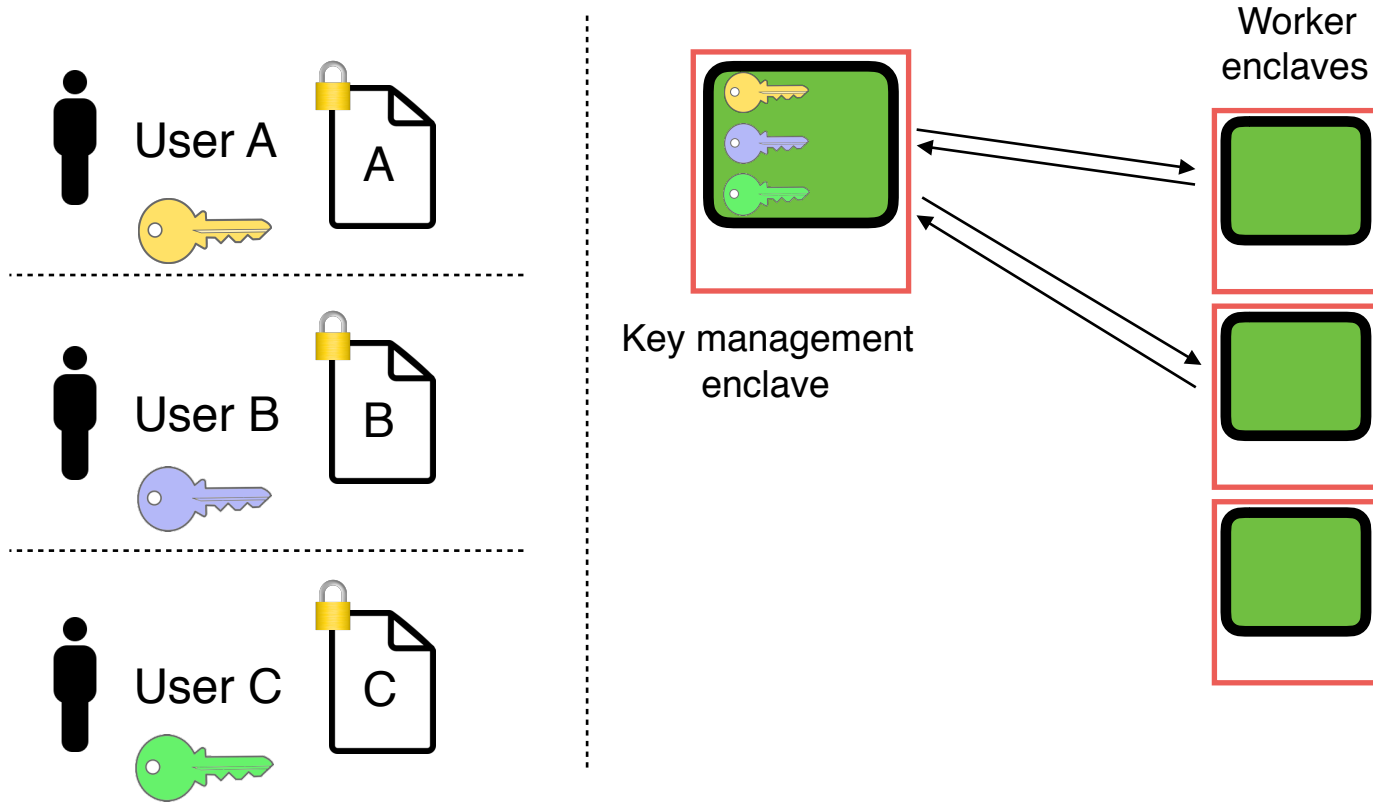 User A
A
User B
B
User C
C
Key management
enclave
Worker
enclaves